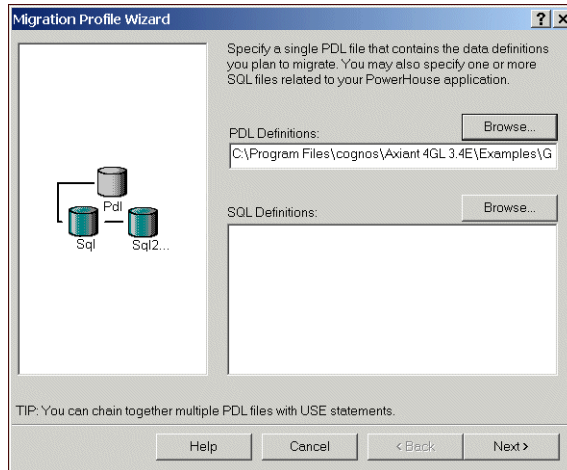 Migration Profile Wizard
Specify a single PDL file that contains the data definitions
you plan to migrate. You may also specify one or more
SQL files related to your PowerHouse application.
Browse...
PDL Definitions:
C:\Program Files\cognos\Axiant 4GL 3.4E\Examples\G
Browse...
SQL Definitions:
Pdl
Sql
Sql2...
TIP: You can chain together multiple PDL files with USE statements.
Help
Cancel
< Back
Next >